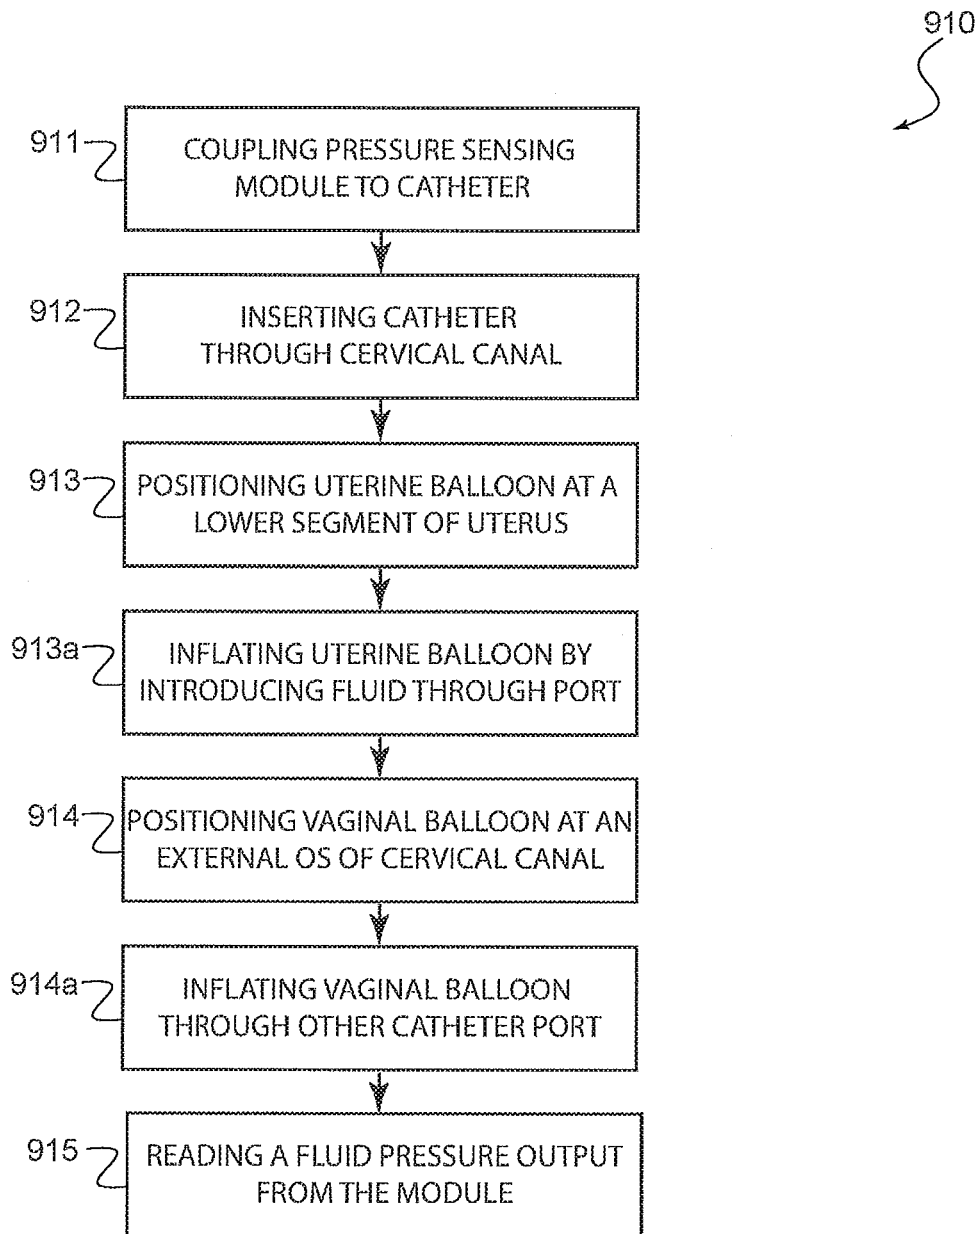 910
911
COUPLING PRESSURE SENSING
MODULE TO CATHETER
912
INSERTING CATHETER
THROUGH CERVICAL CANAL
913
POSITIONING UTERINE BALLOON AT A
LOWER SEGMENT OF UTERUS
913a
INFLATING UTERINE BALLOON BY
INTRODUCING FLUID THROUGH PORT
914
POSITIONING VAGINAL BALLOON AT AN
EXTERNAL OS OF CERVICAL CANAL
914a
INFLATING VAGINAL BALLOON
THROUGH OTHER CATHETER PORT
915
READING A FLUID PRESSURE OUTPUT
FROM THE MODULE